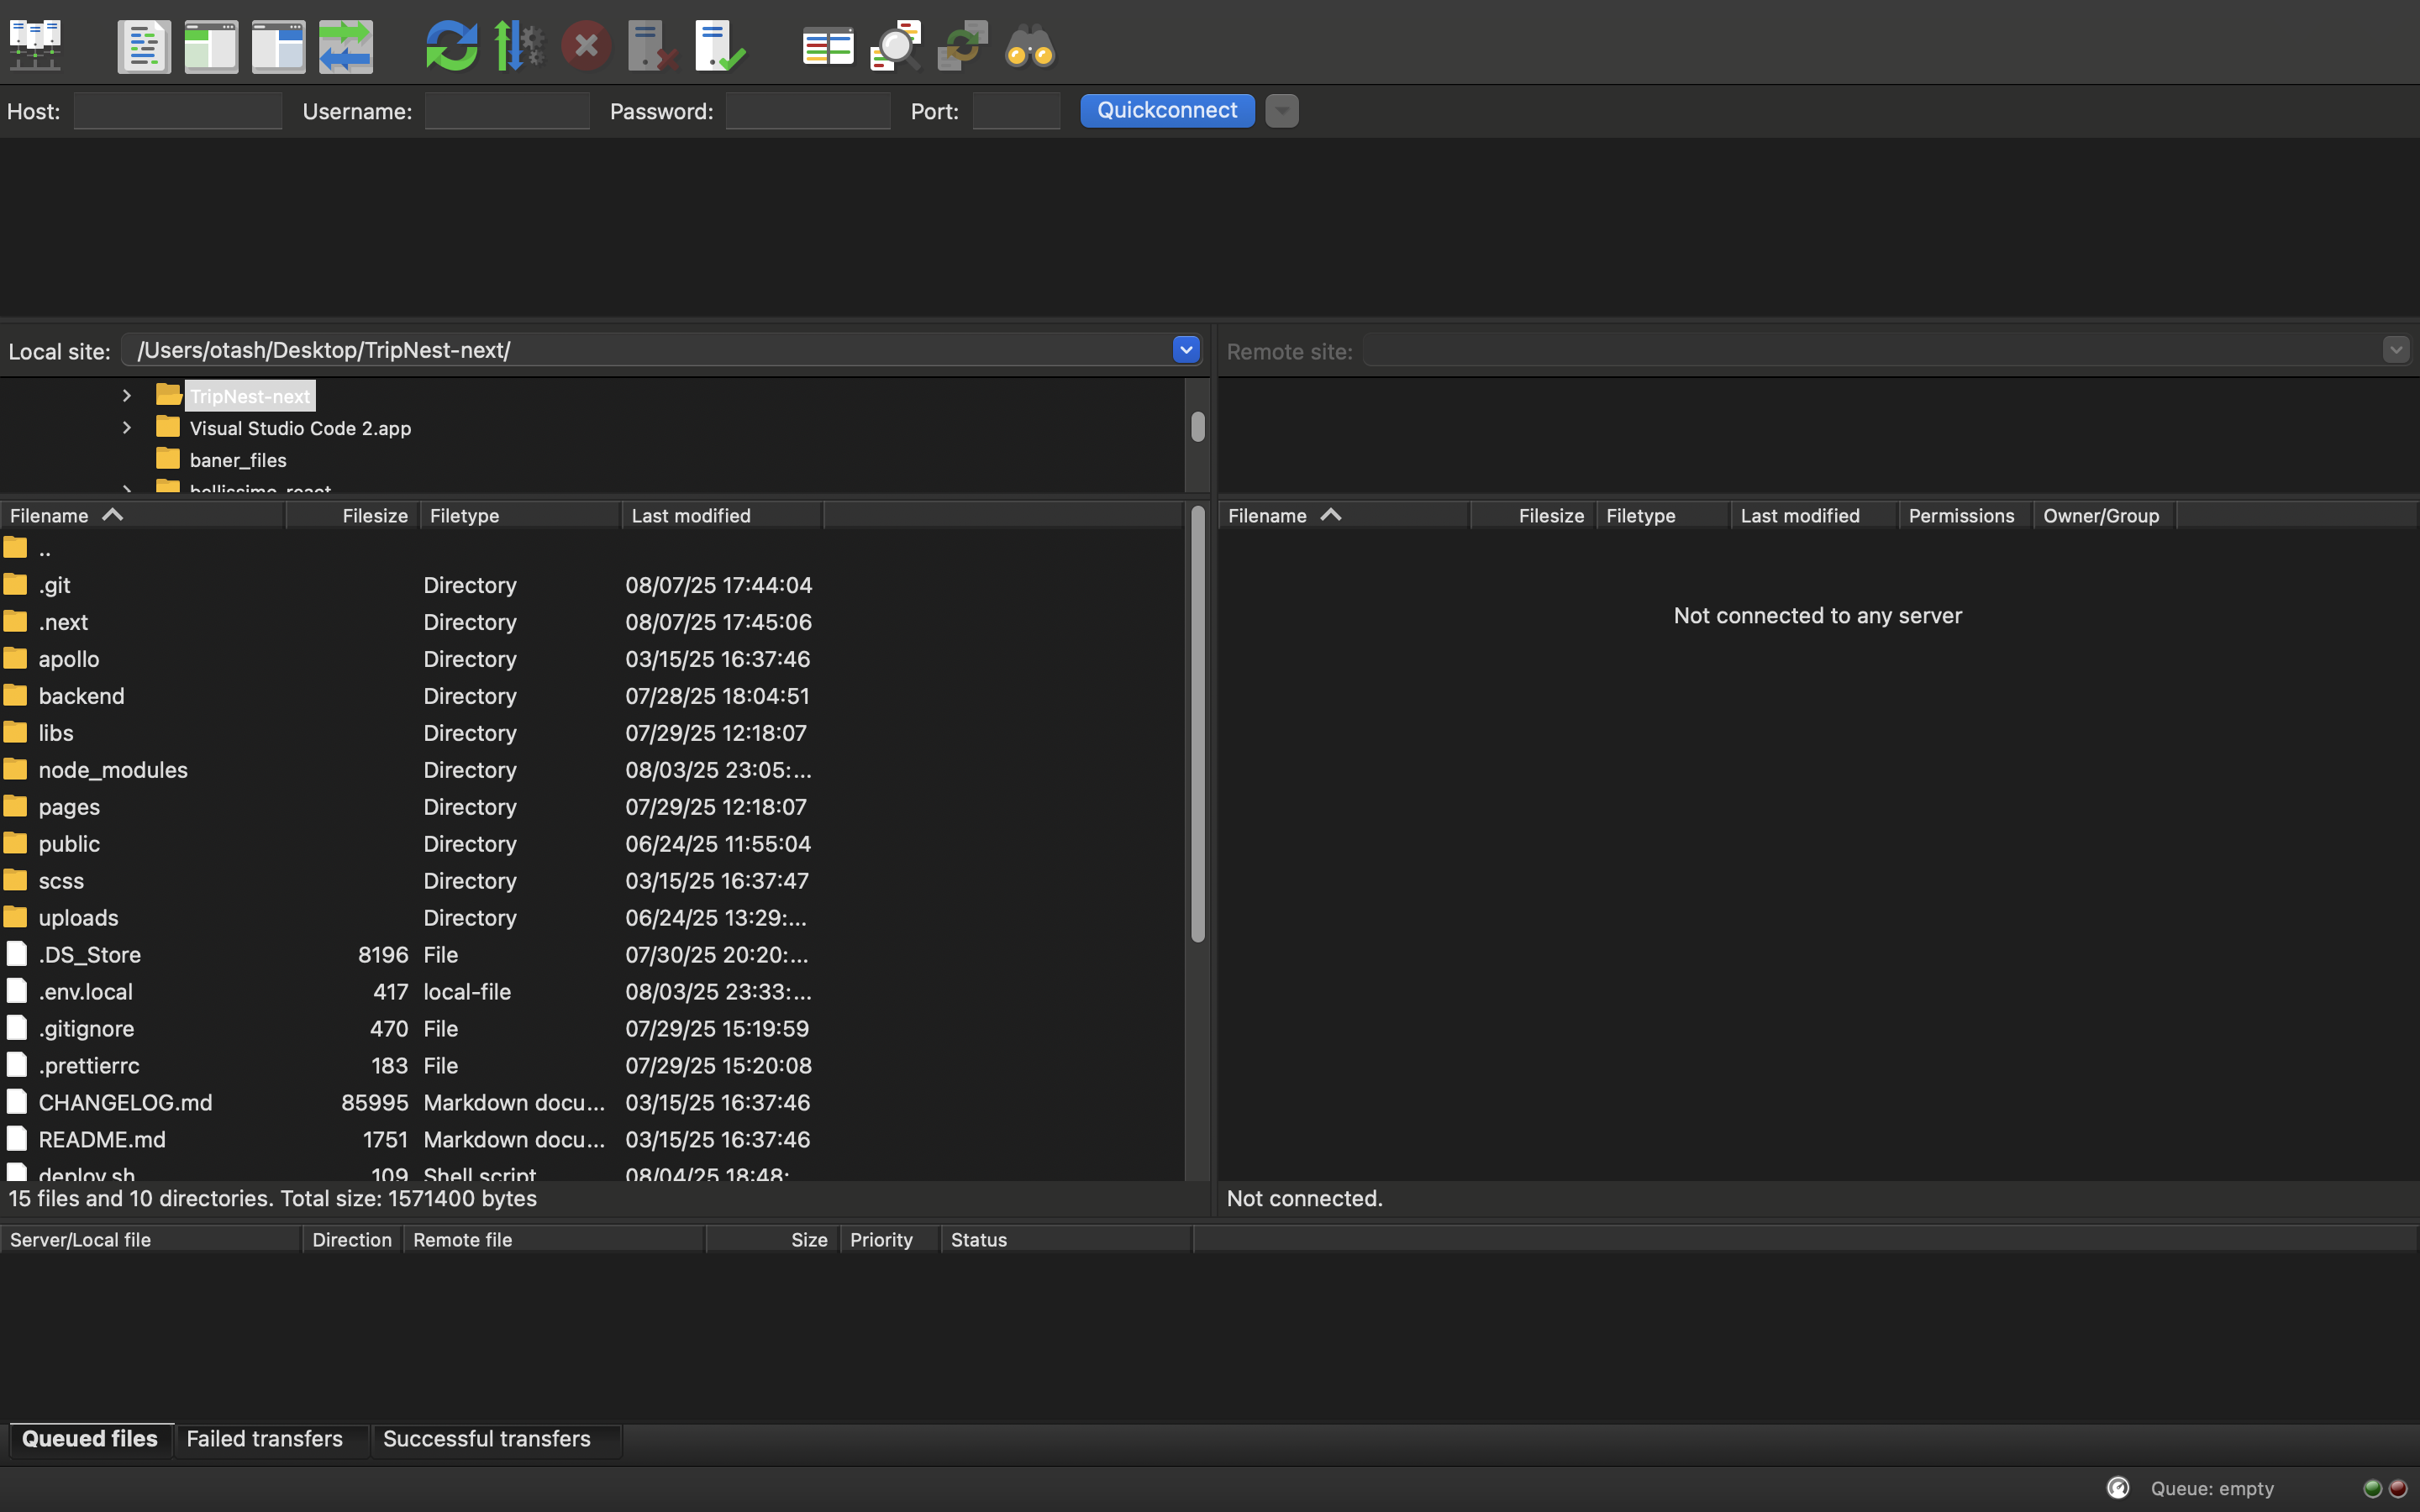 Host: Username: Password: Port: Quickconnect
Local site: /Users/otash/Desktop/TripNest-next/ Remote site:
TripNest-next
Visual Studio Code 2.app
baner_files
bellissimo_react
Filename Filesize Filetype Last modified Filename Filesize Filetype Last modified Permissions Owner/Group
..
.git Directory 08/07/25 17:44:04
.next Directory 08/07/25 17:45:06
Not connected to any server
apollo Directory 03/15/25 16:37:46
backend Directory 07/28/25 18:04:51
libs Directory 07/29/25 12:18:07
node_modules Directory 08/03/25 23:05:...
pages Directory 07/29/25 12:18:07
public Directory 06/24/25 11:55:04
scss Directory 03/15/25 16:37:47
uploads Directory 06/24/25 13:29:...
.DS_Store 8196 File 07/30/25 20:20:...
.env.local 417 local-file 08/03/25 23:33:...
.gitignore 470 File 07/29/25 15:19:59
.prettierrc 183 File 07/29/25 15:20:08
CHANGELOG.md 85995 Markdown docu... 03/15/25 16:37:46
README.md 1751 Markdown docu... 03/15/25 16:37:46
deploy.sh 109 Shell script 08/04/25 18:48:
15 files and 10 directories. Total size: 1571400 bytes Not connected.
Server/Local file Direction Remote file Size Priority Status
Queued files Failed transfers Successful transfers
Queue: empty